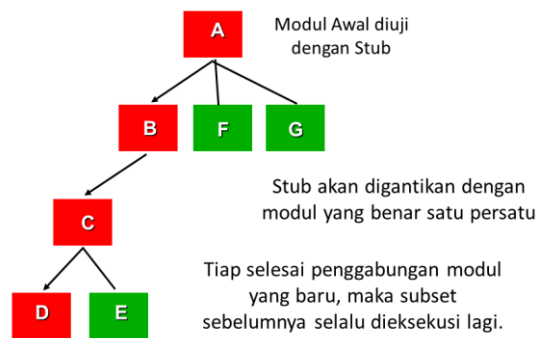 A
Modul Awal diuji
dengan Stub
B
F
G
Stub akan digantikan dengan
modul yang benar satu persatu
C
Tiap selesai penggabungan modul
yang baru, maka subset
sebelumnya selalu dieksekusi lagi.
D
E